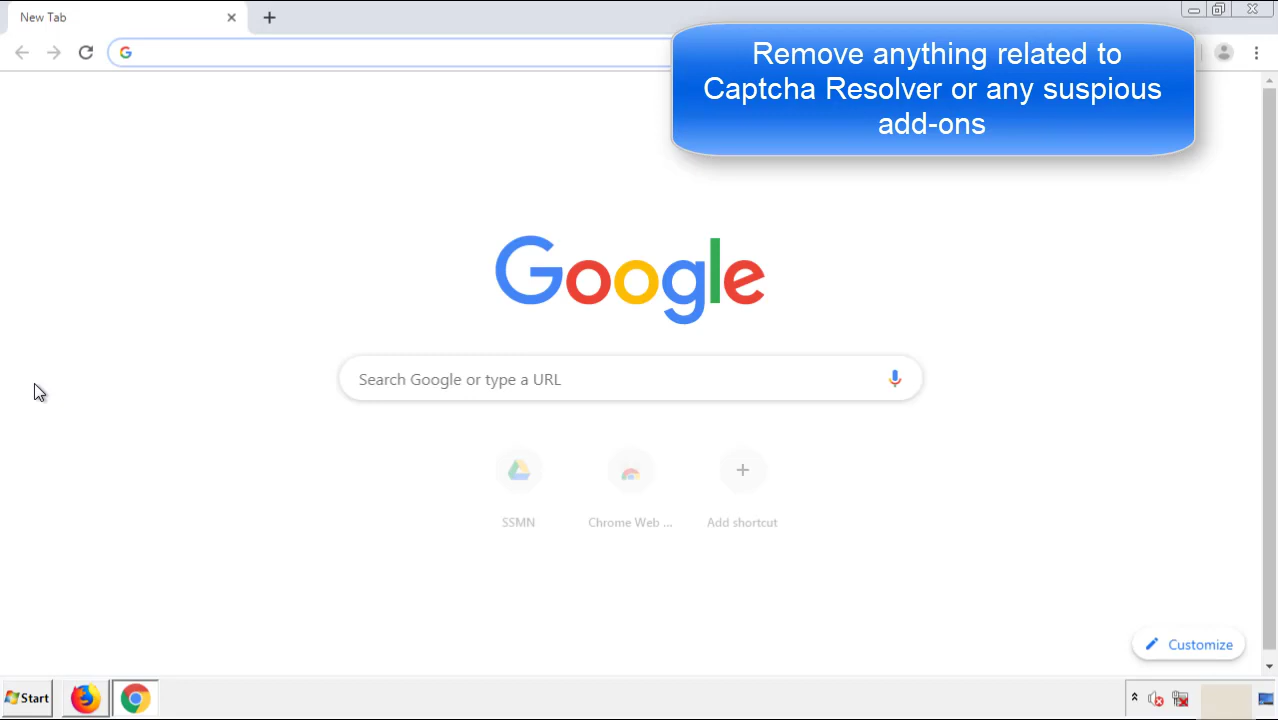 New Tab
Remove anything related to
Captcha Resolver or any suspious
add-ons
Google
Search Google or type a URL
SSMN
Chrome Web ...
Add shortcut
Customize
Start